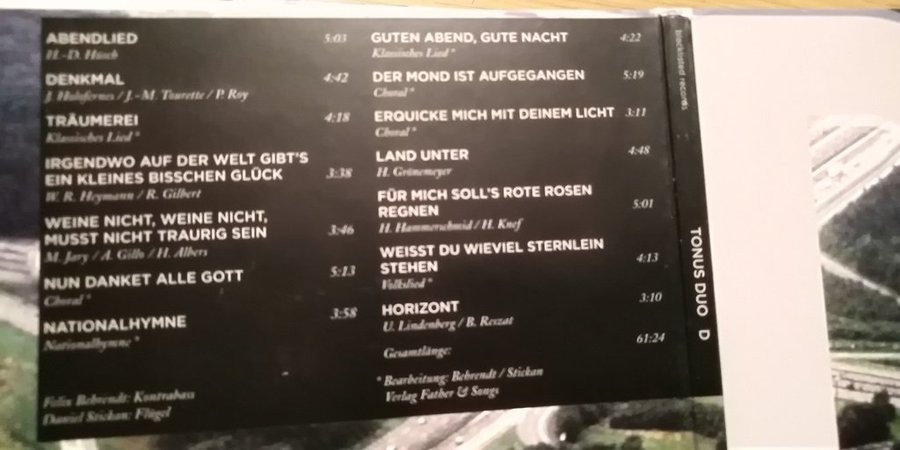 ABENDLIED 5:03
H.-D. Hüsch
DENKMAL 4:42
J. Holofernes / J.-M. Tourette / P. Roy
TRÄUMEREI 4:18
Klassisches Lied *
IRGENDWO AUF DER WELT GIBT'S
EIN KLEINES BISSCHEN GLÜCK 3:38
W. R. Heymann / R. Gilbert
WEINE NICHT, WEINE NICHT,
MUSST NICHT TRAURIG SEIN 3:46
M. Jary / A. Gillo / H. Albers
NUN DANKET ALLE GOTT 5:13
Choral *
NATIONALHYMNE 3:58
Nationalhymne *
Felix Behrendt: Kontrabass
Daniel Stickan: Flügel
GUTEN ABEND, GUTE NACHT 4:22
Klassisches Lied *
DER MOND IST AUFGEGANGEN 5:19
Choral *
ERQUICKE MICH MIT DEINEM LICHT 3:11
Choral *
LAND UNTER 4:48
H. Grönemeyer
FÜR MICH SOLL'S ROTE ROSEN
REGNEN 5:01
H. Hammerschmid / H. Knef
WEISST DU WIEVIEL STERNLEIN
STEHEN 4:13
Volkslied *
HORIZONT 3:10
U. Lindenberg / B. Reszat
Gesamtlänge: 61:24
* Bearbeitung: Behrendt / Stickan
Verlag Father & Songs
blacklisted records
TONUS DUO D